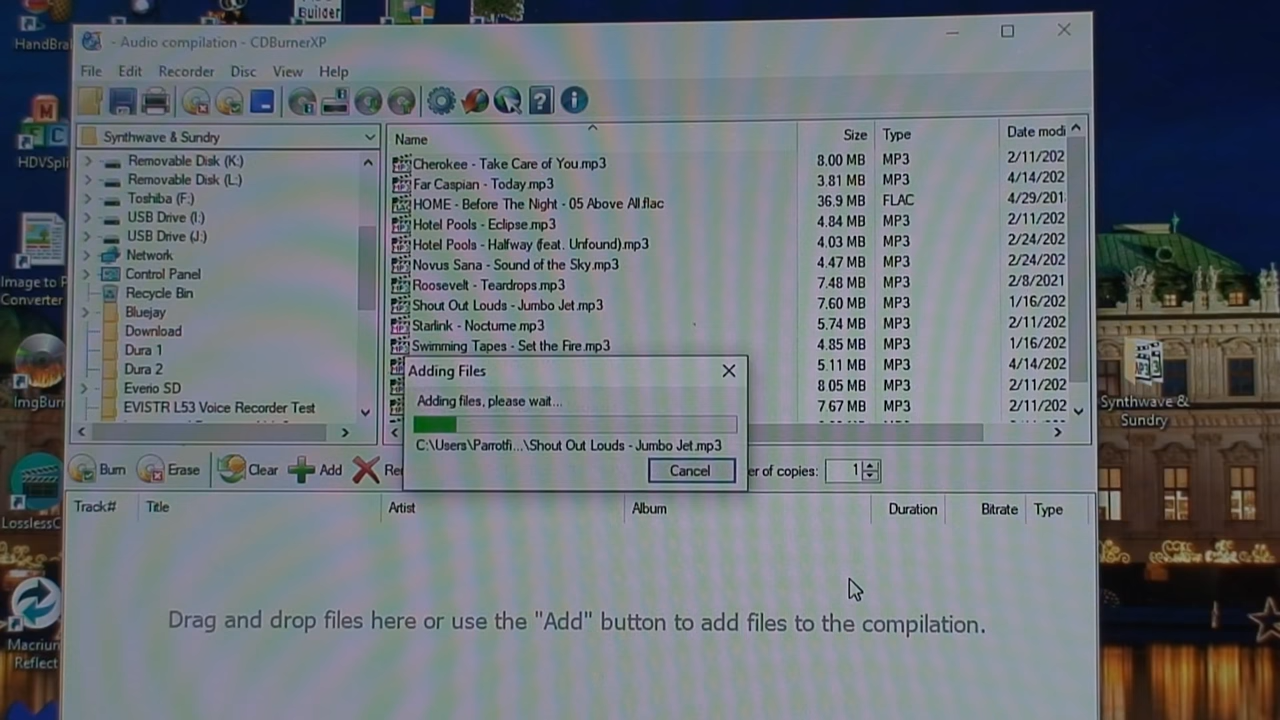 Builder
HandBra
HDVSpli
Image to P
Converter
ImgBurn
LosslessC
Macrium
Reflect
- Audio compilation - CDBurnerXP
File Edit Recorder Disc View Help
Synthwave & Sundry
Removable Disk (K:)
Removable Disk (L:)
Toshiba (F:)
USB Drive (I:)
USB Drive (J:)
Network
Control Panel
Recycle Bin
Bluejay
Download
Dura 1
Dura 2
Everio SD
EVISTR L53 Voice Recorder Test
Name Size Type Date modi
Cherokee - Take Care of You.mp3 8.00 MB MP3 2/11/202
Far Caspian - Today.mp3 3.81 MB MP3 4/14/202
HOME - Before The Night - 05 Above All.flac 36.9 MB FLAC 4/29/201
Hotel Pools - Eclipse.mp3 4.84 MB MP3 2/11/202
Hotel Pools - Halfway (feat. Unfound).mp3 4.03 MB MP3 2/24/202
Novus Sana - Sound of the Sky.mp3 4.47 MB MP3 2/24/202
Roosevelt - Teardrops.mp3 7.48 MB MP3 2/8/2021
Shout Out Louds - Jumbo Jet.mp3 7.60 MB MP3 1/16/202
Starlink - Nocturne.mp3 5.74 MB MP3 2/11/202
Swimming Tapes - Set the Fire.mp3 4.85 MB MP3 1/16/202
5.11 MB MP3 4/14/202
8.05 MB MP3 2/11/202
7.67 MB MP3 2/11/202
Adding Files
Adding files, please wait...
C:\Users\Parrotfi...\Shout Out Louds - Jumbo Jet.mp3
Cancel
Burn Erase Clear Add Re er of copies: 1
Track# Title Artist Album Duration Bitrate Type
Drag and drop files here or use the "Add" button to add files to the compilation.
Synthwave &
Sundry